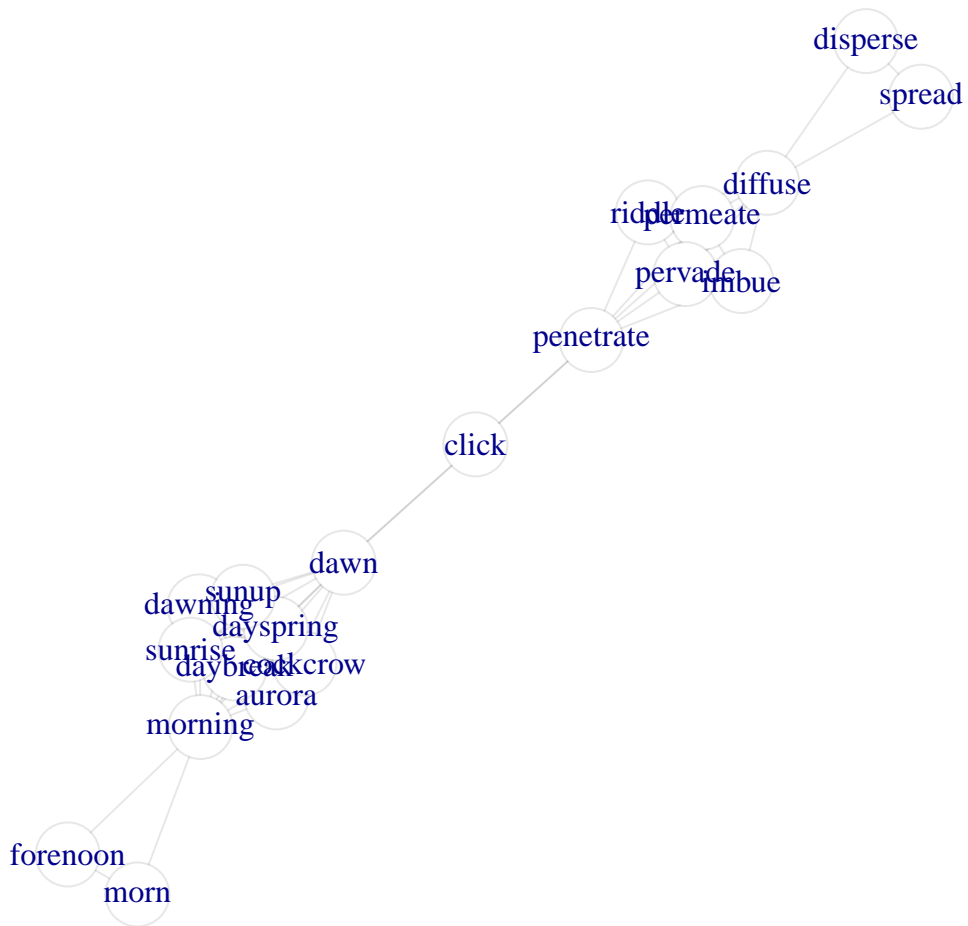 disperse
spread
diffuse
riddle
permeate
pervade
imbue
penetrate
click
dawn
sunup
dawning
dayspring
sunrise
cockcrow
daybreak
aurora
morning
forenoon
morn